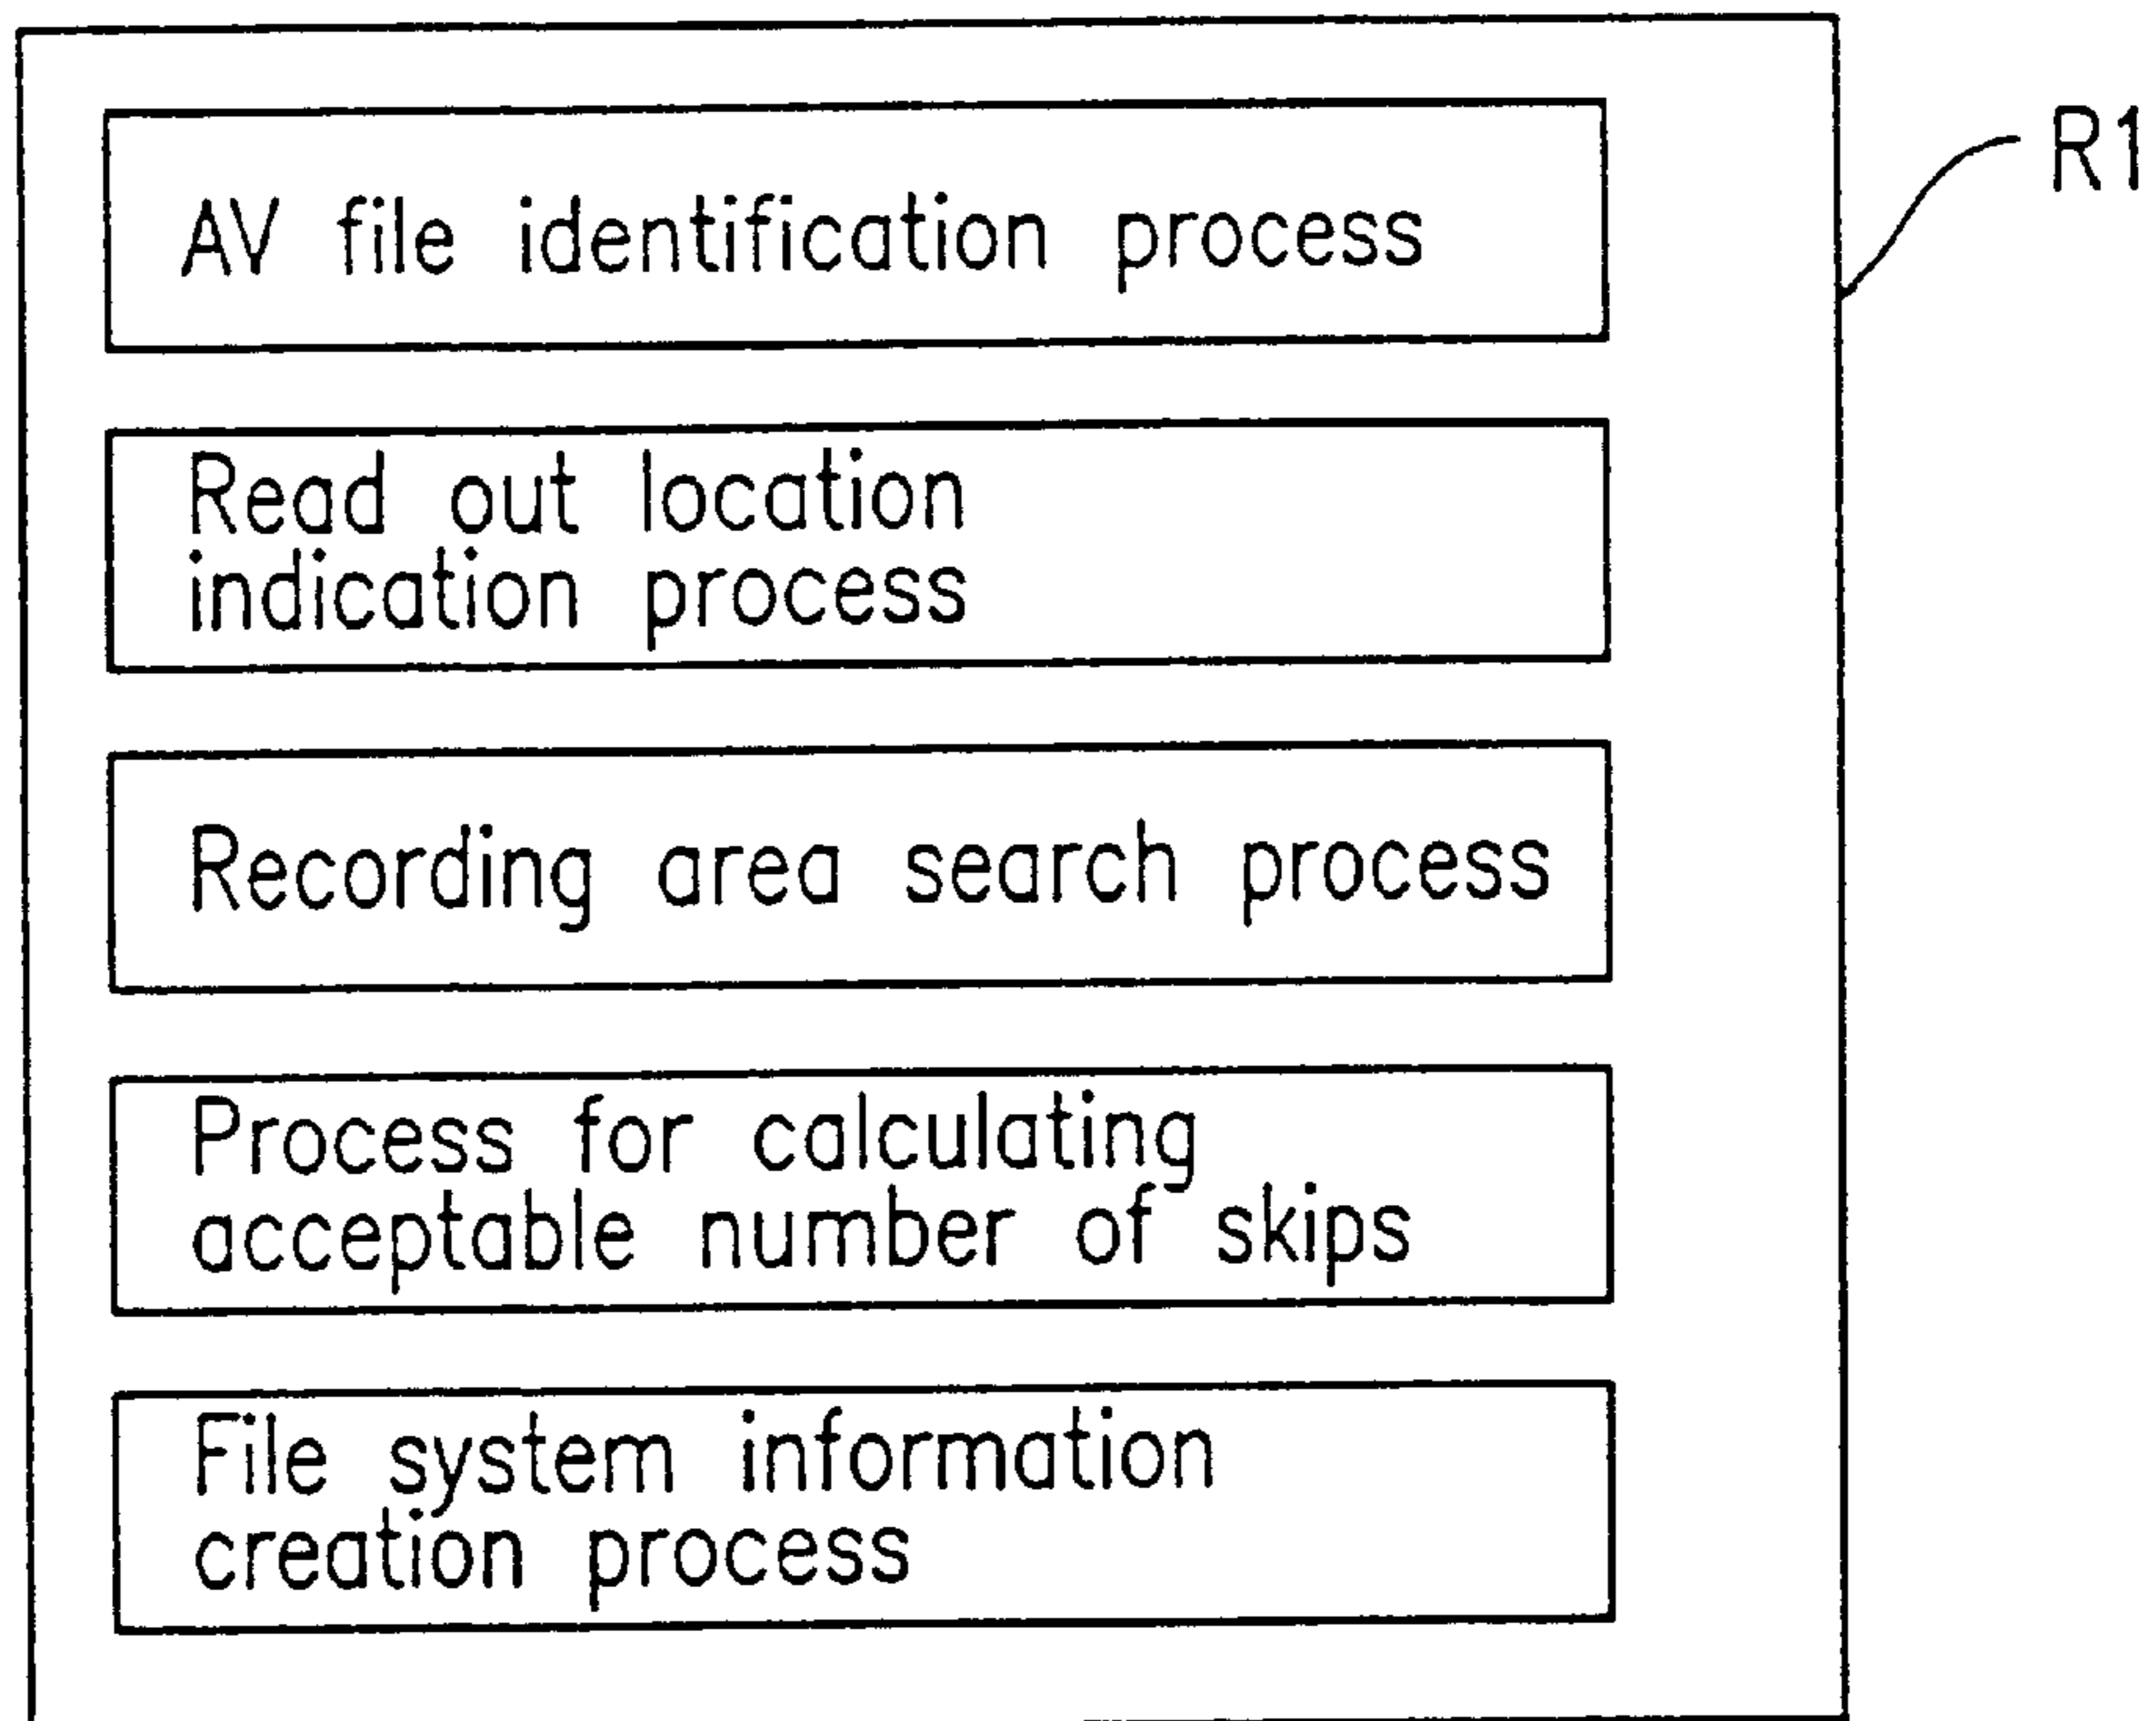 R1
AV file identification process
Read out location
indication process
Recording area search process
Process for calculating
acceptable number of skips
File system information
creation process